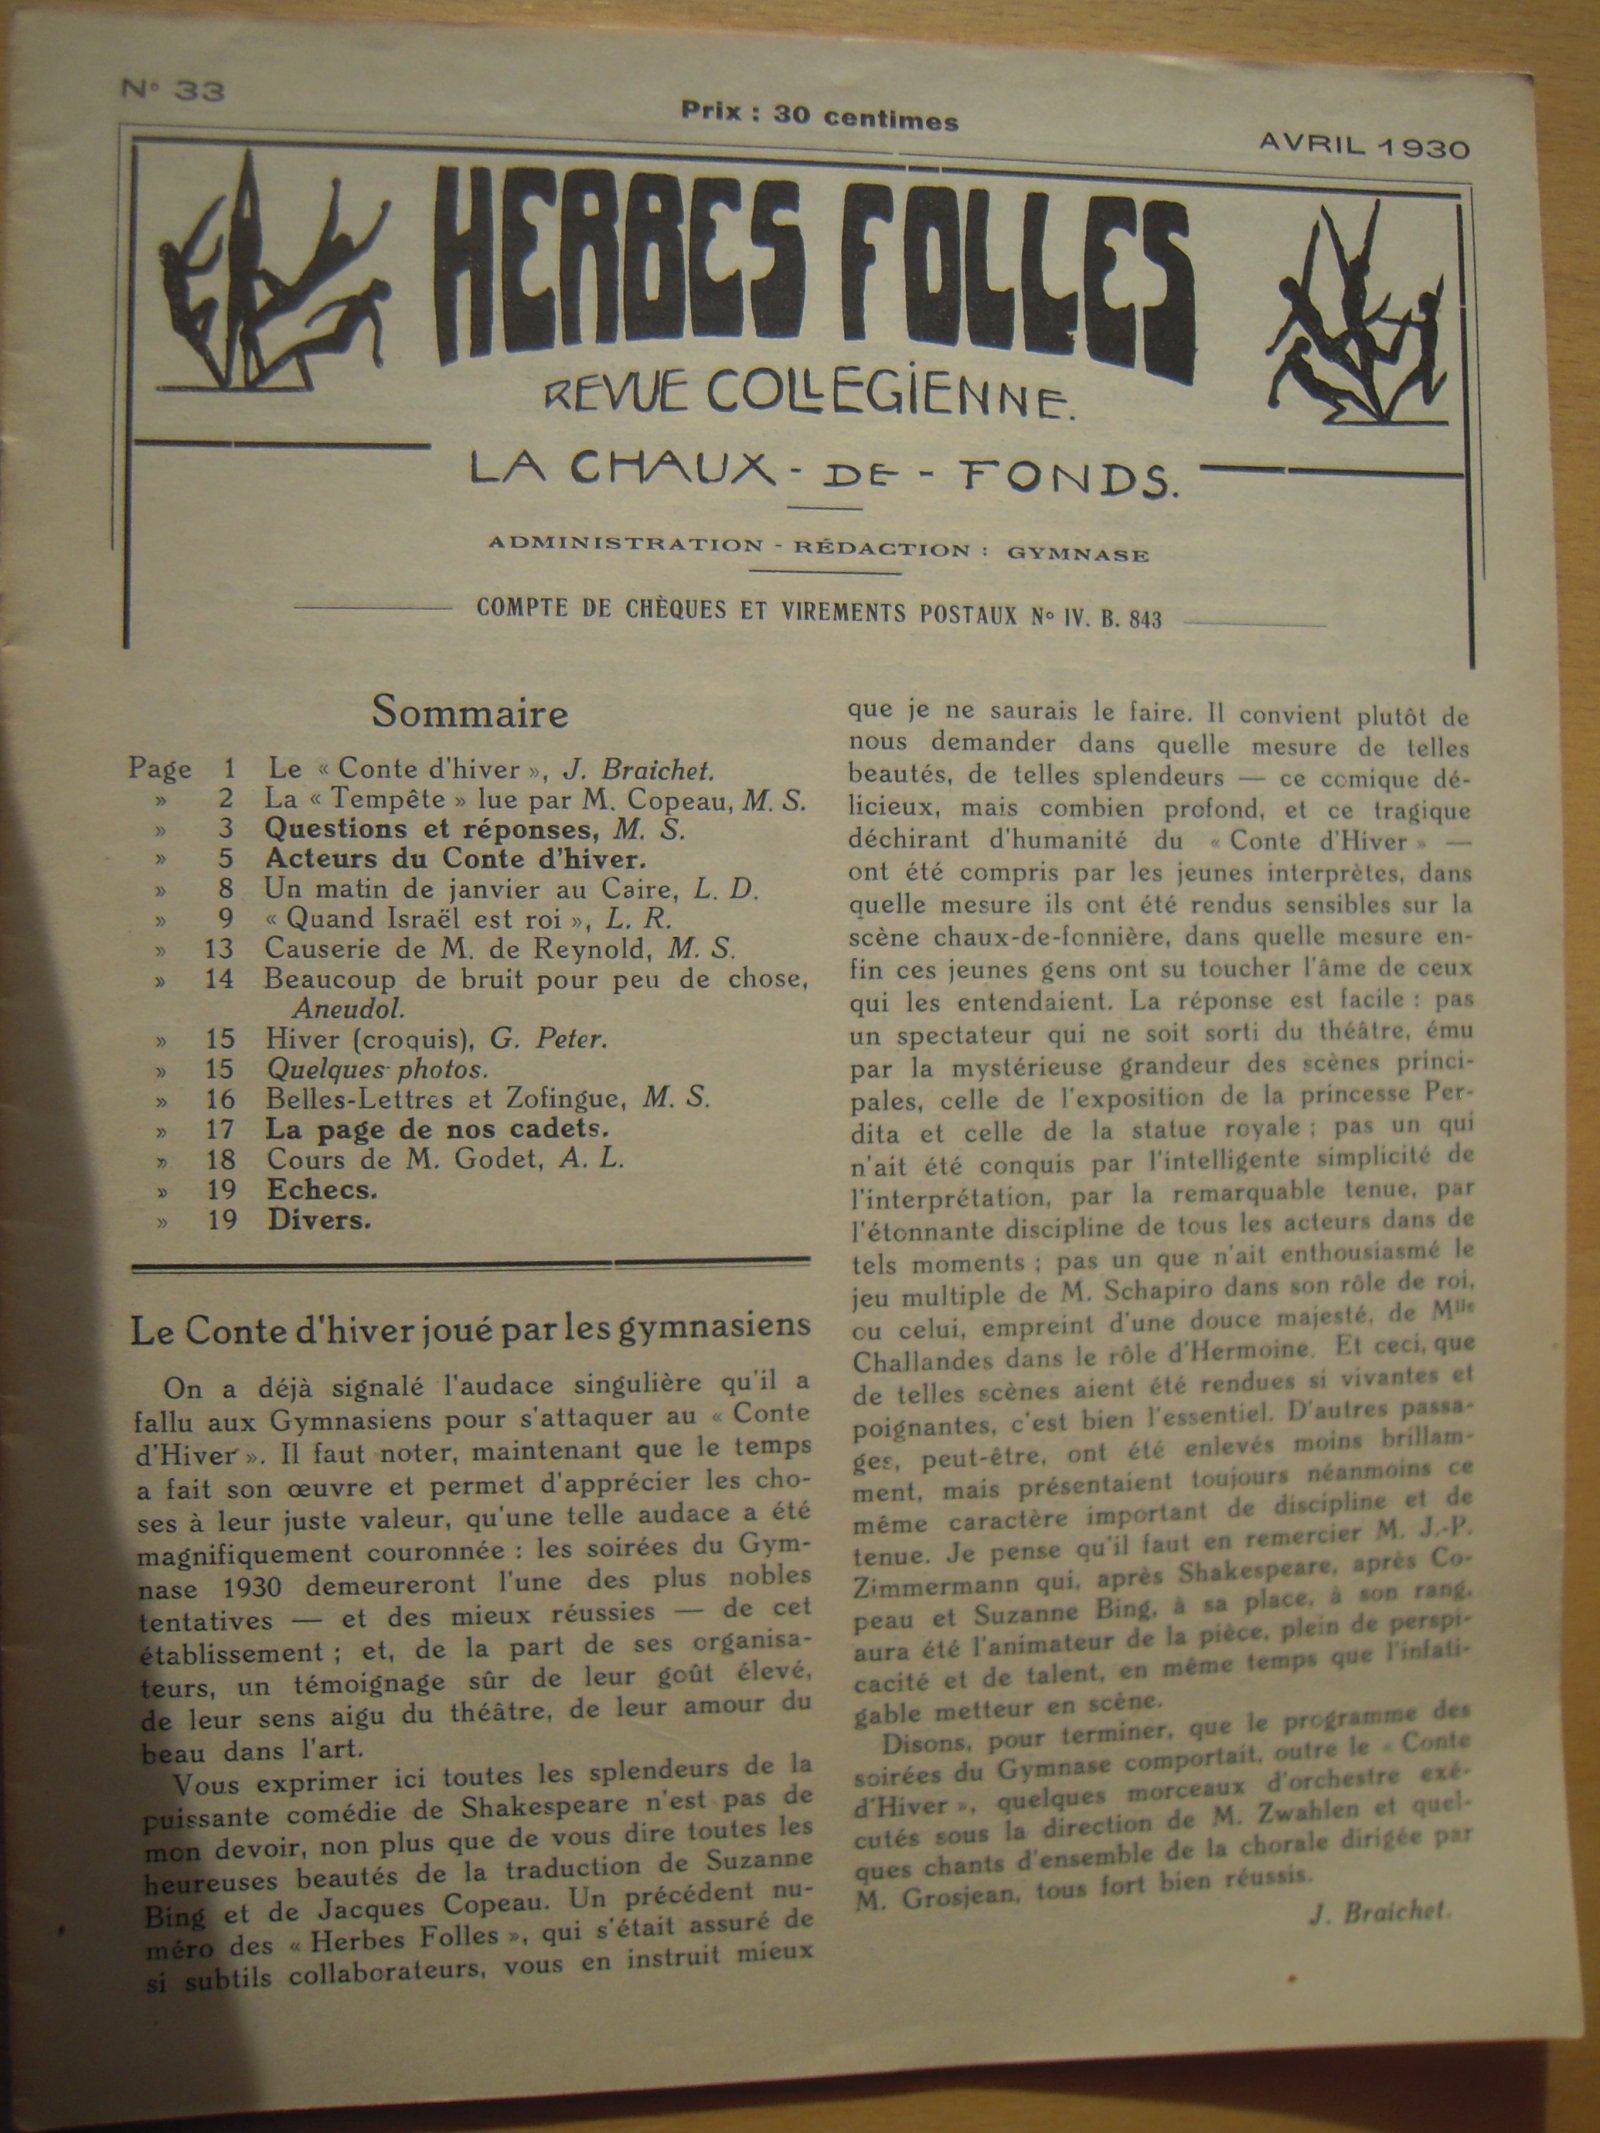 N° 33
Prix : 30 centimes
AVRIL 1930
HERBES FOLLES
REVUE COLLEGIENNE.
LA CHAUX-DE-FONDS.
ADMINISTRATION - RÉDACTION : GYMNASE
COMPTE DE CHÈQUES ET VIREMENTS POSTAUX N° IV. B. 843
Sommaire
Page 1 Le « Conte d'hiver », J. Braichet.
» 2 La « Tempête » lue par M. Copeau, M. S.
» 3 Questions et réponses, M. S.
» 5 Acteurs du Conte d'hiver.
» 8 Un matin de janvier au Caire, L. D.
» 9 « Quand Israël est roi », L. R.
» 13 Causerie de M. de Reynold, M. S.
» 14 Beaucoup de bruit pour peu de chose,
Aneudol.
» 15 Hiver (croquis), G. Peter.
» 15 Quelques photos.
» 16 Belles-Lettres et Zofingue, M. S.
» 17 La page de nos cadets.
» 18 Cours de M. Godet, A. L.
» 19 Echecs.
» 19 Divers.
Le Conte d'hiver joué par les gymnasiens
On a déjà signalé l'audace singulière qu'il a
fallu aux Gymnasiens pour s'attaquer au « Conte
d'Hiver ». Il faut noter, maintenant que le temps
a fait son œuvre et permet d'apprécier les cho-
ses à leur juste valeur, qu'une telle audace a été
magnifiquement couronnée : les soirées du Gym-
nase 1930 demeureront l'une des plus nobles
tentatives — et des mieux réussies — de cet
établissement ; et, de la part de ses organisa-
teurs, un témoignage sûr de leur goût élevé,
de leur sens aigu du théâtre, de leur amour du
beau dans l'art.
Vous exprimer ici toutes les splendeurs de la
puissante comédie de Shakespeare n'est pas de
mon devoir, non plus que de vous dire toutes les
heureuses beautés de la traduction de Suzanne
Bing et de Jacques Copeau. Un précédent nu-
méro des « Herbes Folles », qui s'était assuré de
si subtils collaborateurs, vous en instruit mieux
que je ne saurais le faire. Il convient plutôt de
nous demander dans quelle mesure de telles
beautés, de telles splendeurs — ce comique dé-
licieux, mais combien profond, et ce tragique
déchirant d'humanité du « Conte d'Hiver » —
ont été compris par les jeunes interprètes, dans
quelle mesure ils ont été rendus sensibles sur la
scène chaux-de-fonnière, dans quelle mesure en-
fin ces jeunes gens ont su toucher l'âme de ceux
qui les entendaient. La réponse est facile : pas
un spectateur qui ne soit sorti du théâtre, ému
par la mystérieuse grandeur des scènes princi-
pales, celle de l'exposition de la princesse Per-
dita et celle de la statue royale ; pas un qui
n'ait été conquis par l'intelligente simplicité de
l'interprétation, par la remarquable tenue, par
l'étonnante discipline de tous les acteurs dans de
tels moments ; pas un que n'ait enthousiasmé le
jeu multiple de M. Schapiro dans son rôle de roi,
ou celui, empreint d'une douce majesté, de Mlle
Challandes dans le rôle d'Hermoine. Et ceci, que
de telles scènes aient été rendues si vivantes et
poignantes, c'est bien l'essentiel. D'autres passa-
ges, peut-être, ont été enlevés moins brillam-
ment, mais présentaient toujours néanmoins ce
même caractère important de discipline et de
tenue. Je pense qu'il faut en remercier M. J.-P.
Zimmermann qui, après Shakespeare, après Co-
peau et Suzanne Bing, à sa place, à son rang,
aura été l'animateur de la pièce, plein de perspi-
cacité et de talent, en même temps que l'infati-
gable metteur en scène.
Disons, pour terminer, que le programme des
soirées du Gymnase comportait, outre le « Conte
d'Hiver », quelques morceaux d'orchestre exé-
cutés sous la direction de M. Zwahlen et quel-
ques chants d'ensemble de la chorale dirigée par
M. Grosjean, tous fort bien réussis.
J. Braichet.